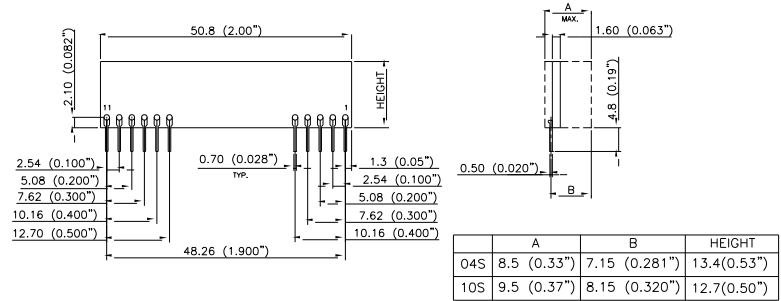 50.8 (2.00")
2.10 (0.082")
HEIGHT
11
1
2.54 (0.100")
5.08 (0.200")
7.62 (0.300")
10.16 (0.400")
12.70 (0.500")
0.70 (0.028")
TYP.
1.3 (0.05")
2.54 (0.100")
5.08 (0.200")
7.62 (0.300")
10.16 (0.400")
48.26 (1.900")
A
MAX.
1.60 (0.063")
4.8 (0.19")
0.50 (0.020")
B
A B HEIGHT
04S 8.5 (0.33") 7.15 (0.281") 13.4(0.53")
10S 9.5 (0.37") 8.15 (0.320") 12.7(0.50")